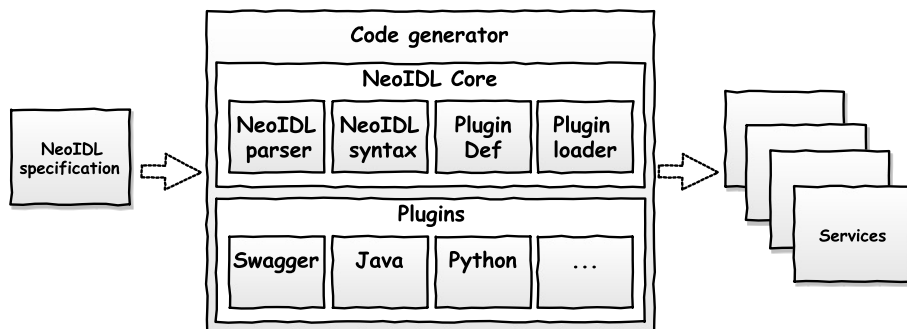 Code generator
NeoIDL Core
NeoIDL
parser
NeoIDL
syntax
Plugin
Def
Plugin
loader
NeoIDL
specification
Plugins
Swagger
Java
Python
...
Services